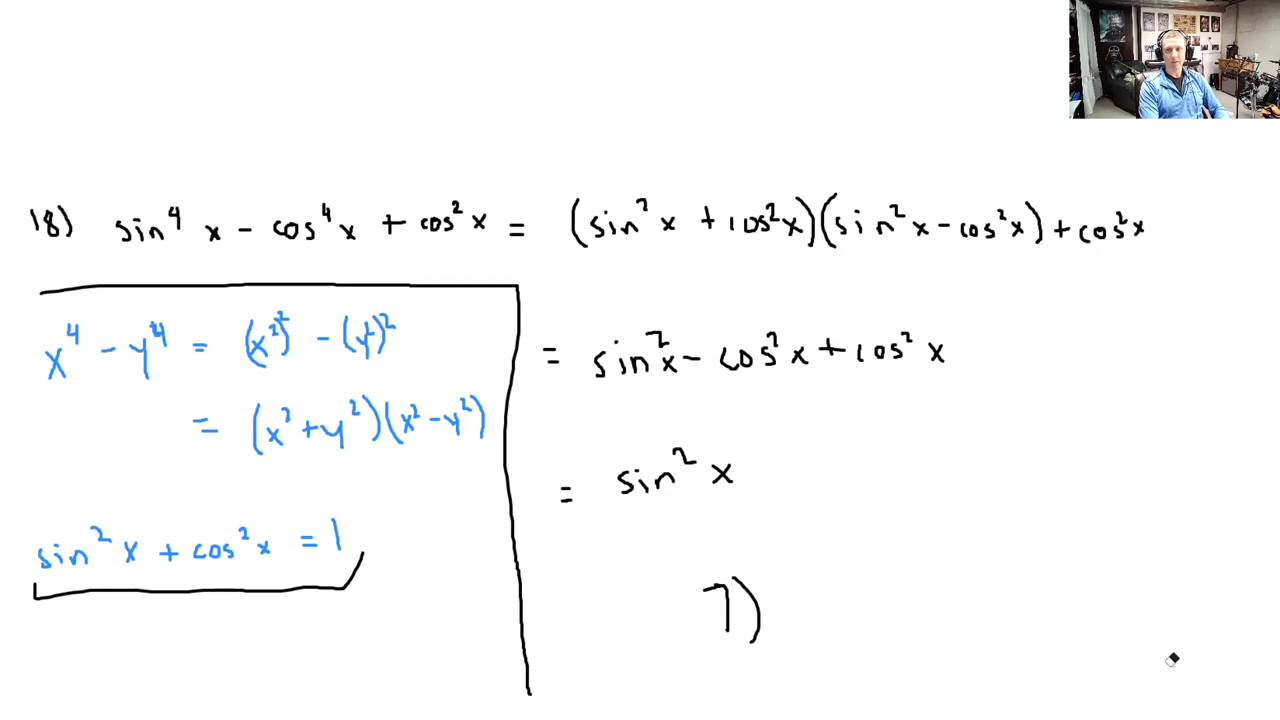 18) sin⁴ x - cos⁴ x + cos² x = (sin² x + cos² x)(sin² x - cos² x) + cos² x
x⁴ - y⁴ = (x²)² - (y²)²
= (x² + y²)(x² - y²)
sin² x + cos² x = 1
= sin² x - cos² x + cos² x
= sin² x
7)